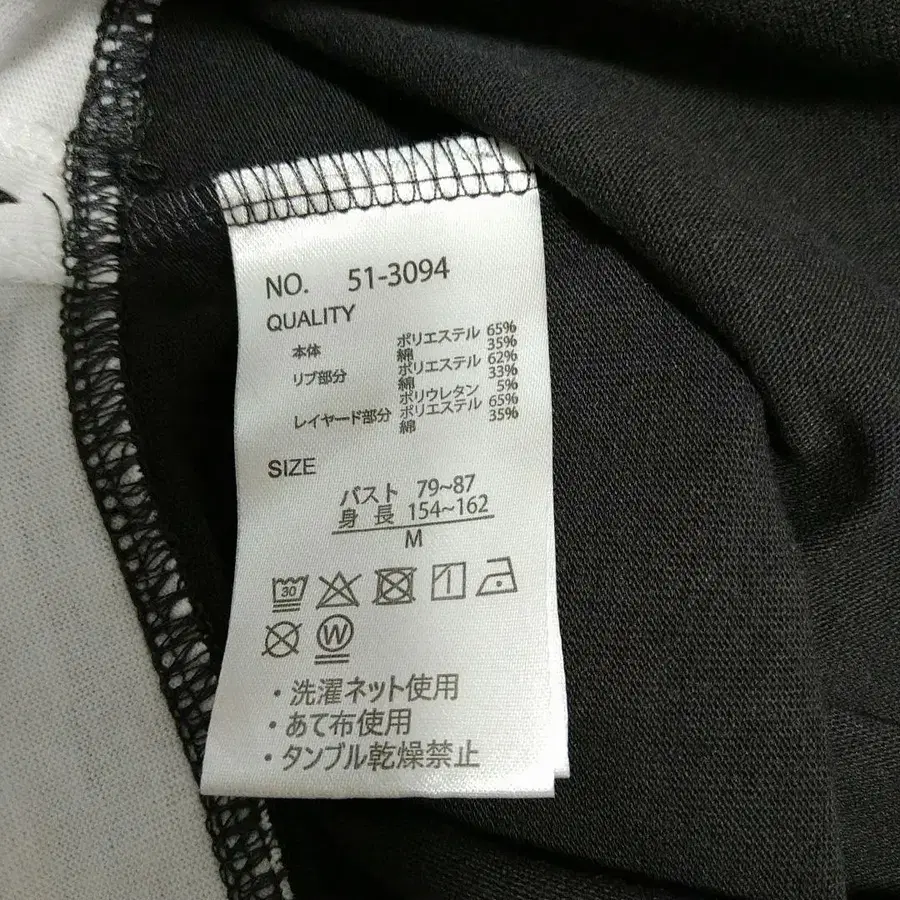 NO. 51-3094
QUALITY
本体 ポリエステル 65%
綿 35%
リブ部分 ポリエステル 62%
綿 33%
ポリウレタン 5%
レイヤード部分 ポリエステル 65%
綿 35%
SIZE
バスト 79~87
身長 154~162
M
30
W
・洗濯ネット使用
・あて布使用
・タンブル乾燥禁止